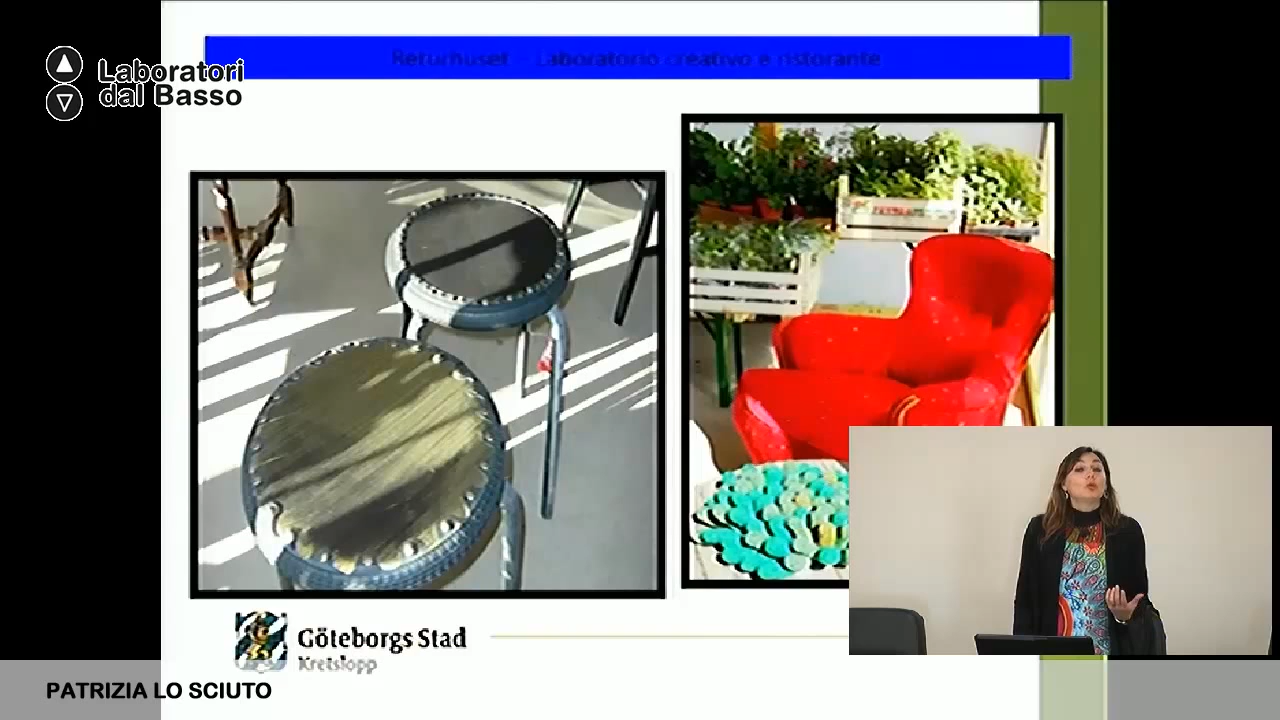 Returhuset - Laboratorio creativo e ristorante
Laboratori
dal Basso
Göteborgs Stad
Kretslopp
PATRIZIA LO SCIUTO